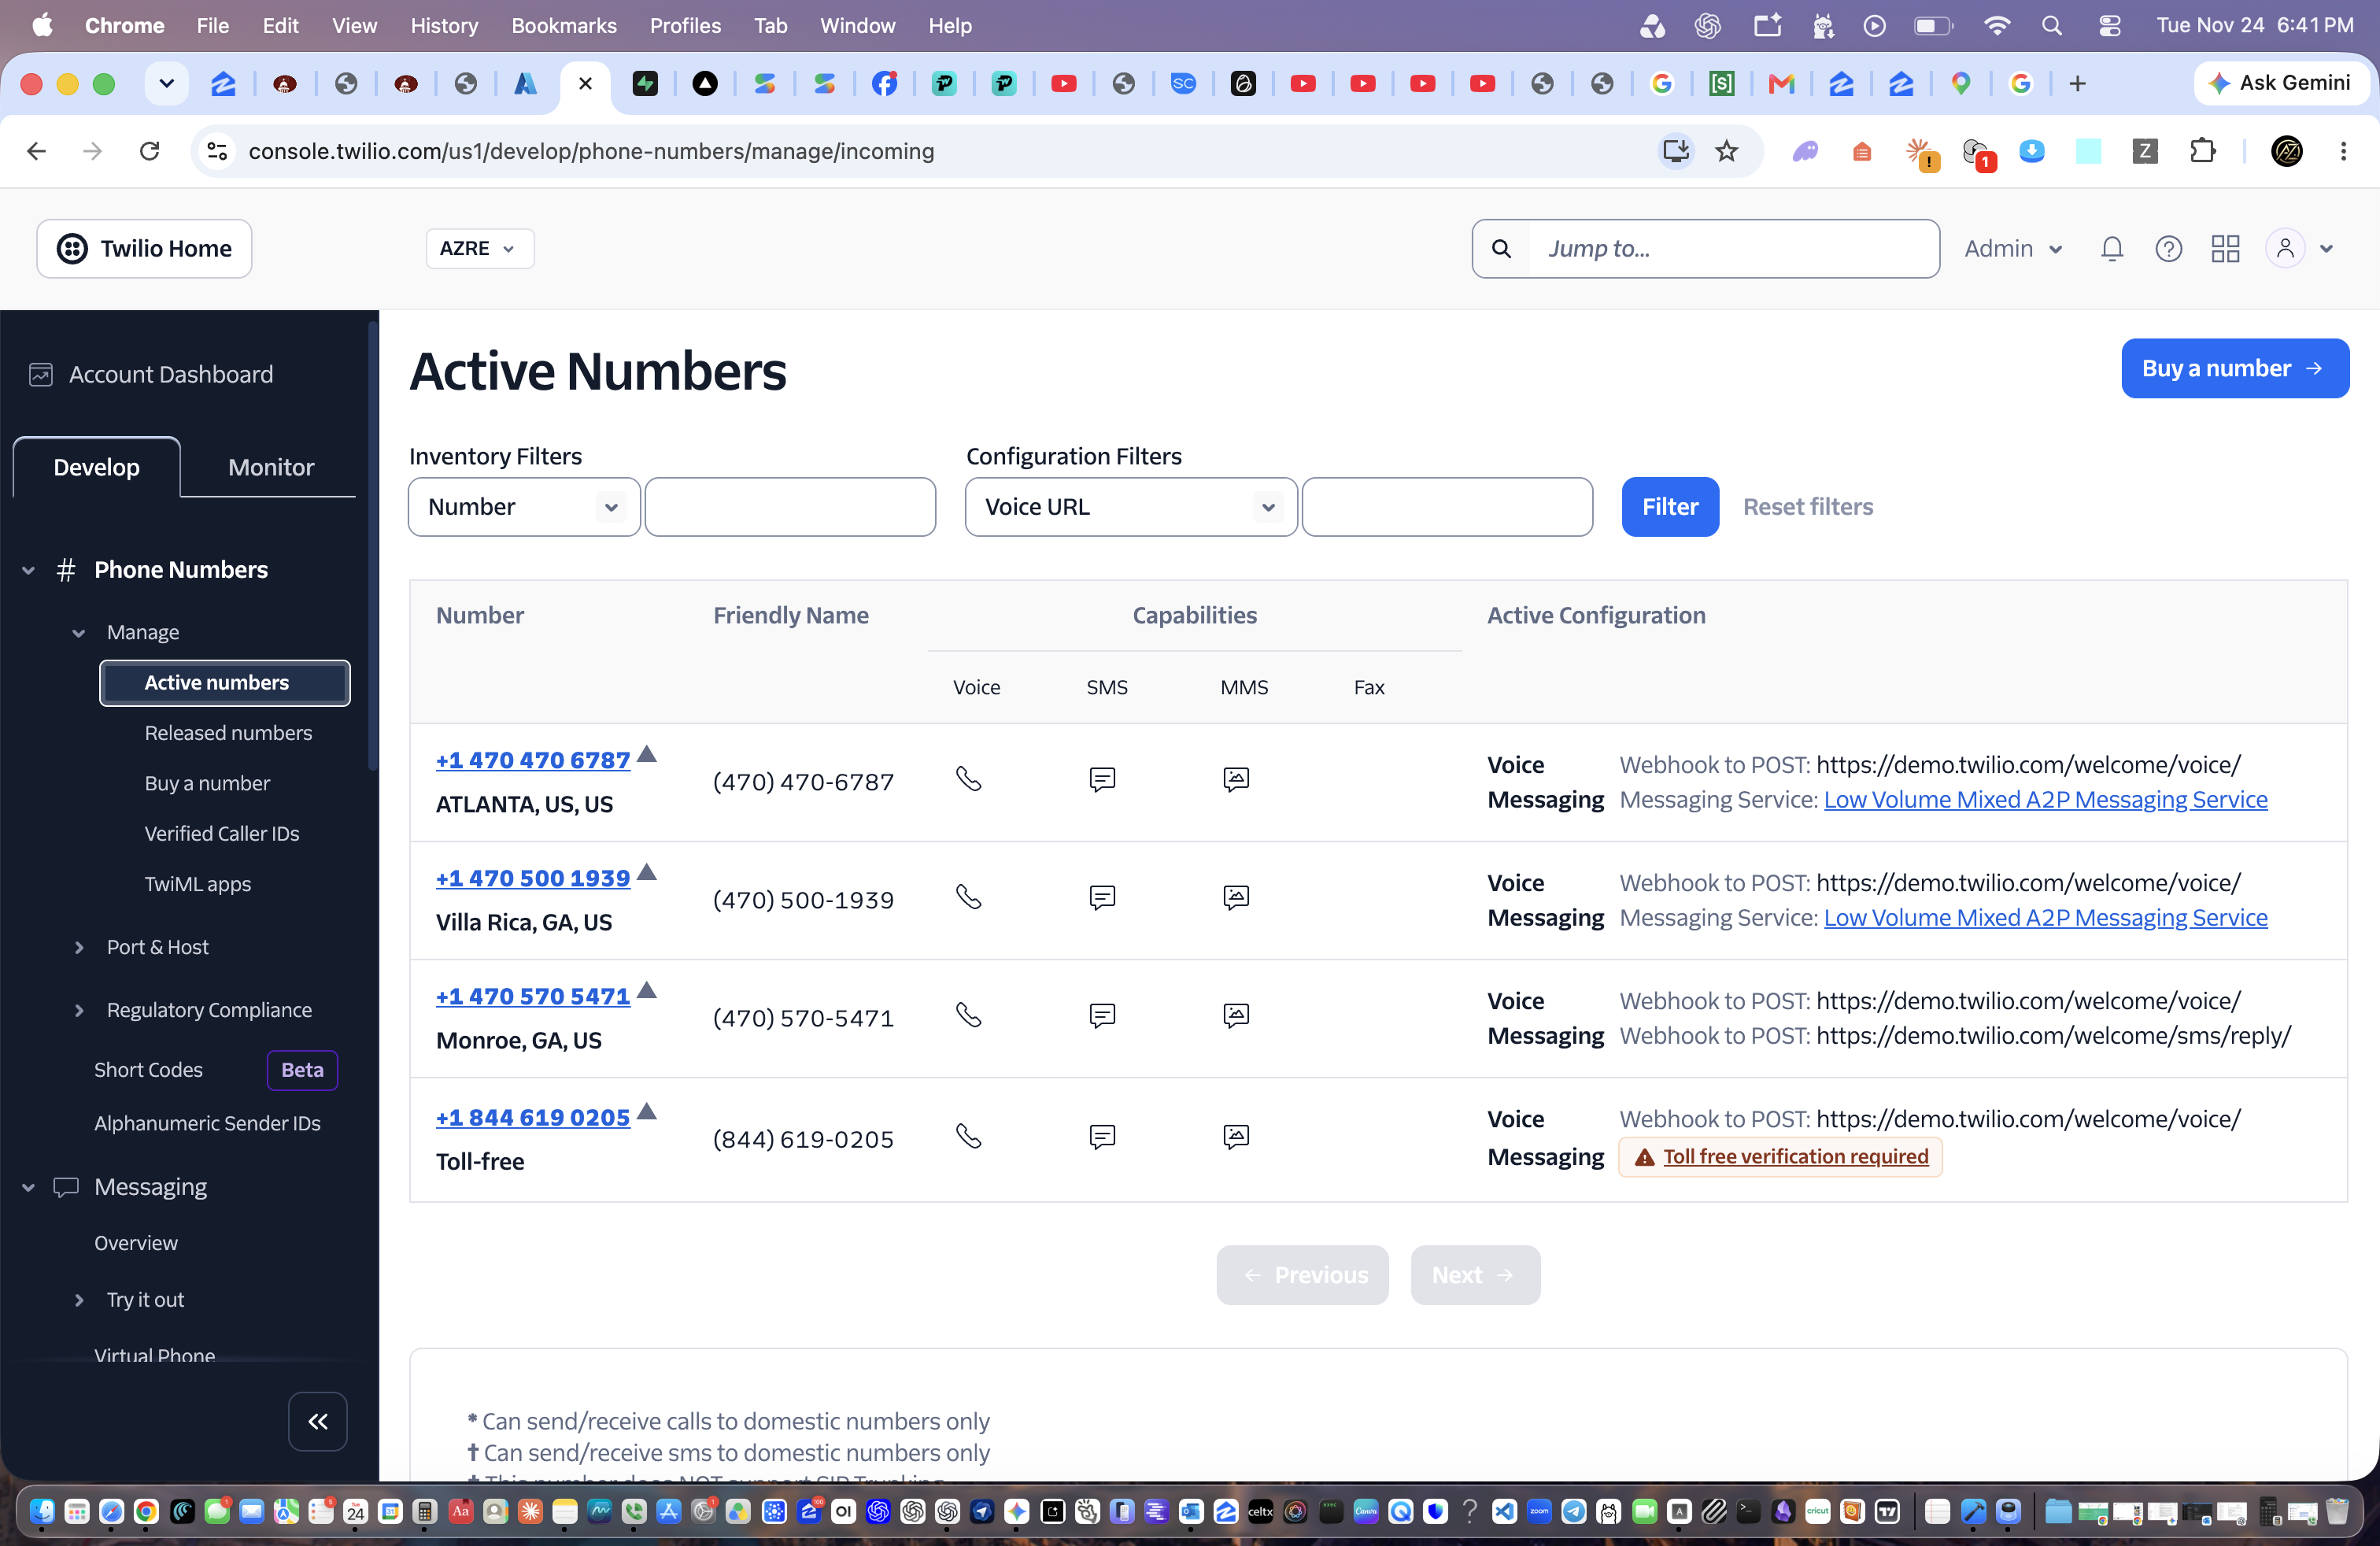 Chrome File Edit View History Bookmarks Profiles Tab Window Help Tue Nov 24 6:41 PM
Ask Gemini
console.twilio.com/us1/develop/phone-numbers/manage/incoming
Twilio Home AZRE Jump to... Admin
Account Dashboard
Develop Monitor
# Phone Numbers
Manage
Active numbers
Released numbers
Buy a number
Verified Caller IDs
TwiML apps
Port & Host
Regulatory Compliance
Short Codes Beta
Alphanumeric Sender IDs
Messaging
Overview
Try it out
Virtual Phone
Active Numbers
Buy a number →
Inventory Filters Configuration Filters
Number Voice URL Filter Reset filters
Number Friendly Name Capabilities Active Configuration
Voice SMS MMS Fax
+1 470 470 6787
ATLANTA, US, US
(470) 470-6787
Voice Webhook to POST: https://demo.twilio.com/welcome/voice/
Messaging Messaging Service: Low Volume Mixed A2P Messaging Service
+1 470 500 1939
Villa Rica, GA, US
(470) 500-1939
Voice Webhook to POST: https://demo.twilio.com/welcome/voice/
Messaging Messaging Service: Low Volume Mixed A2P Messaging Service
+1 470 570 5471
Monroe, GA, US
(470) 570-5471
Voice Webhook to POST: https://demo.twilio.com/welcome/voice/
Messaging Webhook to POST: https://demo.twilio.com/welcome/sms/reply/
+1 844 619 0205
Toll-free
(844) 619-0205
Voice Webhook to POST: https://demo.twilio.com/welcome/voice/
Messaging Toll free verification required
← Previous Next →
* Can send/receive calls to domestic numbers only
† Can send/receive sms to domestic numbers only
‡ This number does NOT support SIP Trunking